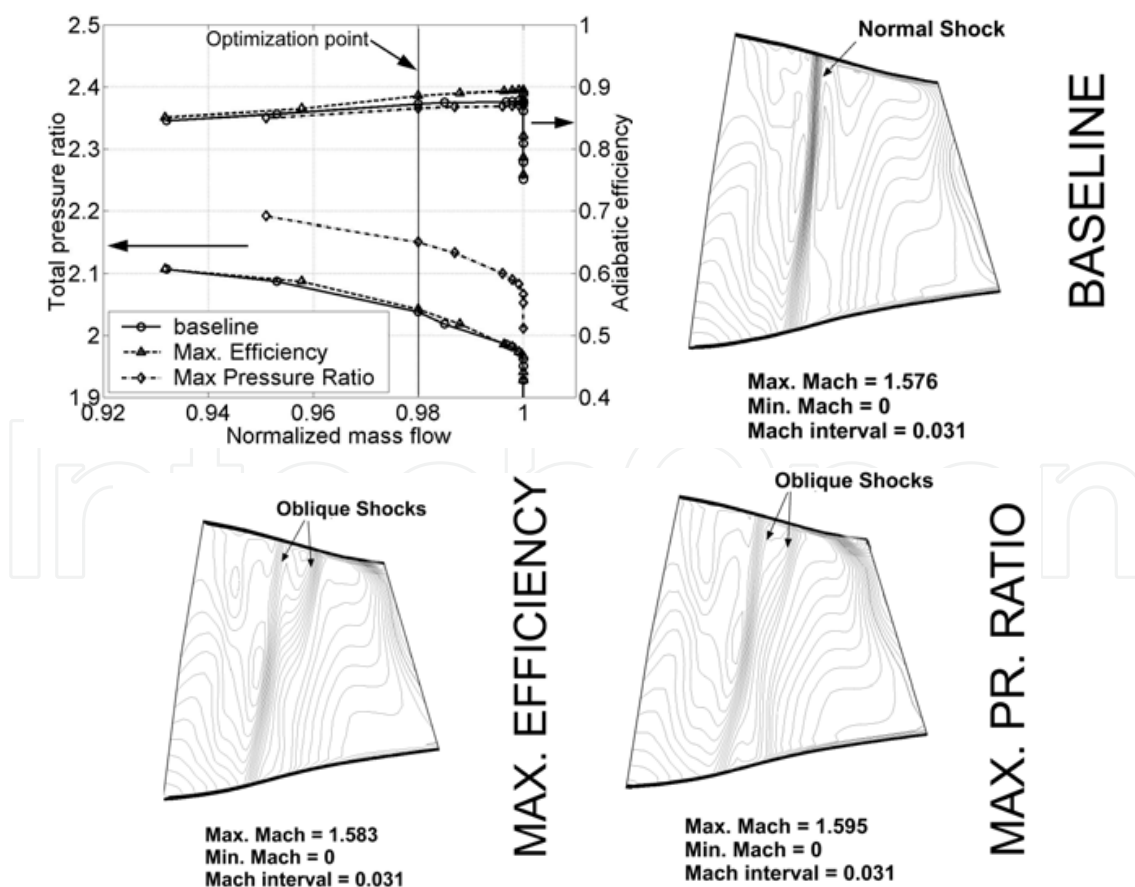 2.5
2.4
2.3
2.2
2.1
2
1.9
Total pressure ratio
0.92
0.94
0.96
0.98
1
Normalized mass flow
1
0.9
0.8
0.7
0.6
0.5
0.4
Adiabatic efficiency
Optimization point
baseline
Max. Efficiency
Max Pressure Ratio
Normal Shock
BASELINE
Max. Mach = 1.576
Min. Mach = 0
Mach interval = 0.031
Oblique Shocks
MAX. EFFICIENCY
Max. Mach = 1.583
Min. Mach = 0
Mach interval = 0.031
Oblique Shocks
MAX. PR. RATIO
Max. Mach = 1.595
Min. Mach = 0
Mach interval = 0.031